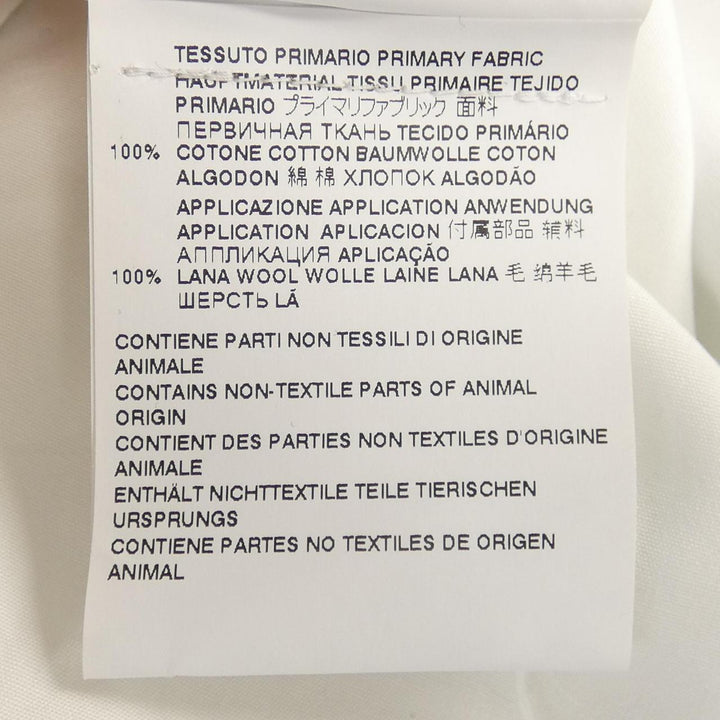 TESSUTO PRIMARIO PRIMARY FABRIC
HAUPTMATERIAL TISSU PRIMAIRE TEJIDO
PRIMARIO プライマリファブリック 面料
ПЕРВИЧНАЯ ТКАНЬ TECIDO PRIMÁRIO
100% COTONE COTTON BAUMWOLLE COTON
ALGODON 綿 棉 ХЛОПОК ALGODÃO
APPLICAZIONE APPLICATION ANWENDUNG
APPLICATION APLICACION 付属部品 辅料
АППЛИКАЦИЯ APLICAÇÃO
100% LANA WOOL WOLLE LAINE LANA 毛 绵羊毛
ШЕРСТЬ LÃ
CONTIENE PARTI NON TESSILI DI ORIGINE
ANIMALE
CONTAINS NON-TEXTILE PARTS OF ANIMAL
ORIGIN
CONTIENT DES PARTIES NON TEXTILES D'ORIGINE
ANIMALE
ENTHÄLT NICHTTEXTILE TEILE TIERISCHEN
URSPRUNGS
CONTIENE PARTES NO TEXTILES DE ORIGEN
ANIMAL